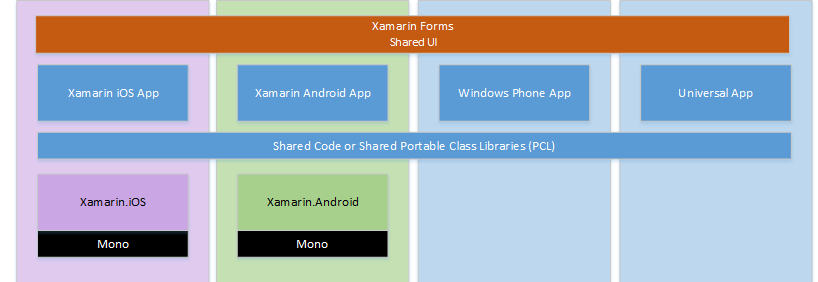 Xamarin Forms
Shared UI
Xamarin iOS App
Xamarin Android App
Windows Phone App
Universal App
Shared Code or Shared Portable Class Libraries (PCL)
Xamarin.iOS
Xamarin.Android
Mono
Mono